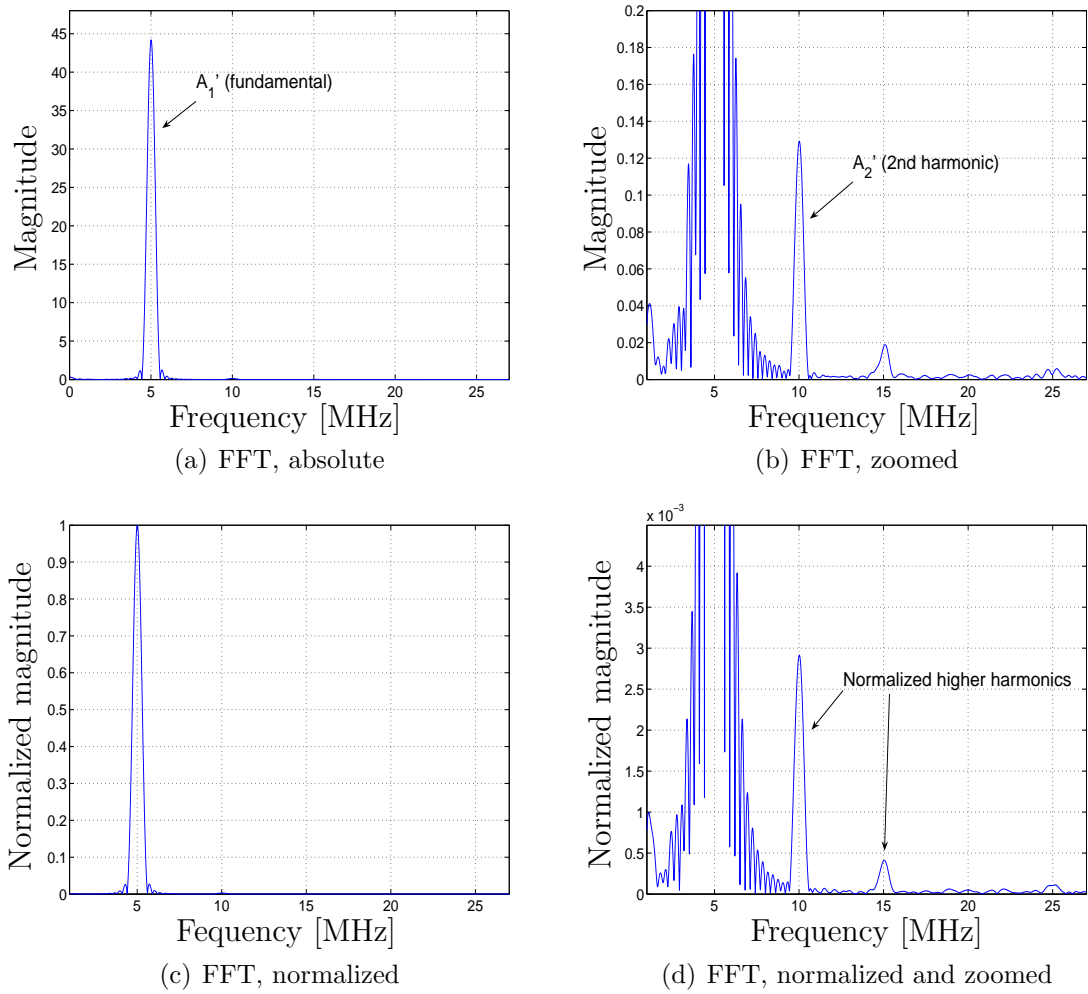 45
40
35
30
25
20
15
10
5
0
0 5 10 15 20 25
Magnitude
A1' (fundamental)
Frequency [MHz]
(a) FFT, absolute
0.2
0.18
0.16
0.14
0.12
0.1
0.08
0.06
0.04
0.02
0
5 10 15 20 25
Magnitude
A2' (2nd harmonic)
Frequency [MHz]
(b) FFT, zoomed
1
0.9
0.8
0.7
0.6
0.5
0.4
0.3
0.2
0.1
0
5 10 15 20 25
Normalized magnitude
Fequency [MHz]
(c) FFT, normalized
x 10-3
4
3.5
3
2.5
2
1.5
1
0.5
0
5 10 15 20 25
Normalized magnitude
Normalized higher harmonics
Frequency [MHz]
(d) FFT, normalized and zoomed